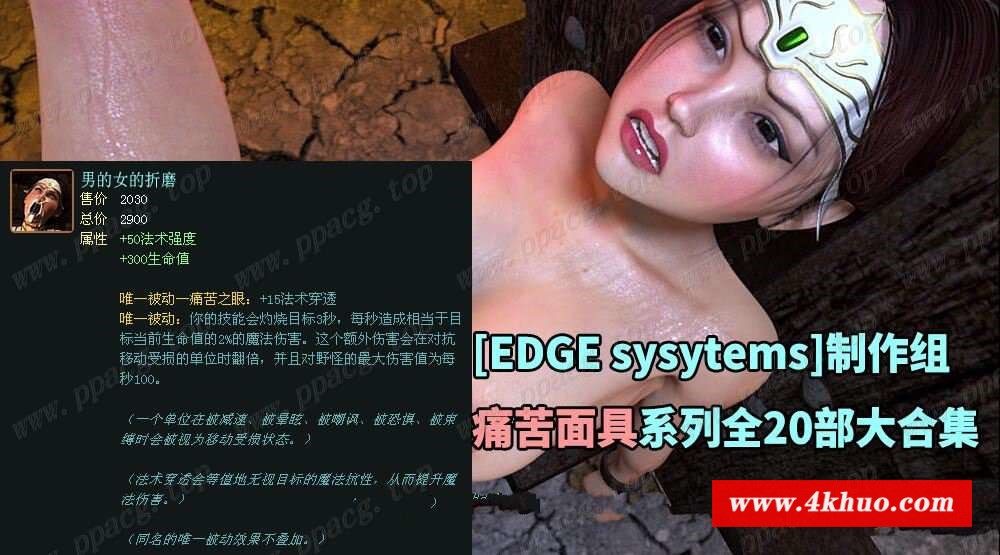 男的女的折磨
售价 2030
总价 2900
属性 +50法术强度
+300生命值
唯一被动—痛苦之眼：+15法术穿透
唯一被动：你的技能会灼烧目标3秒，每秒造成相当于目
标当前生命值的2%的魔法伤害。这个额外伤害会在对抗
移动受损的单位时翻倍，并且对野怪的最大伤害值为每
秒100。
（一个单位在被减速、被晕眩、被嘲讽、被恐惧、被束
缚时会被视为移动受损状态。）
（法术穿透会等值地无视目标的魔法抗性，从而提升魔
法伤害。）
（同名的唯一被动效果不叠加。）
[EDGE sysytems]制作组
痛苦面具系列全20部大合集
www.4khuo.com
www.ppacg.top